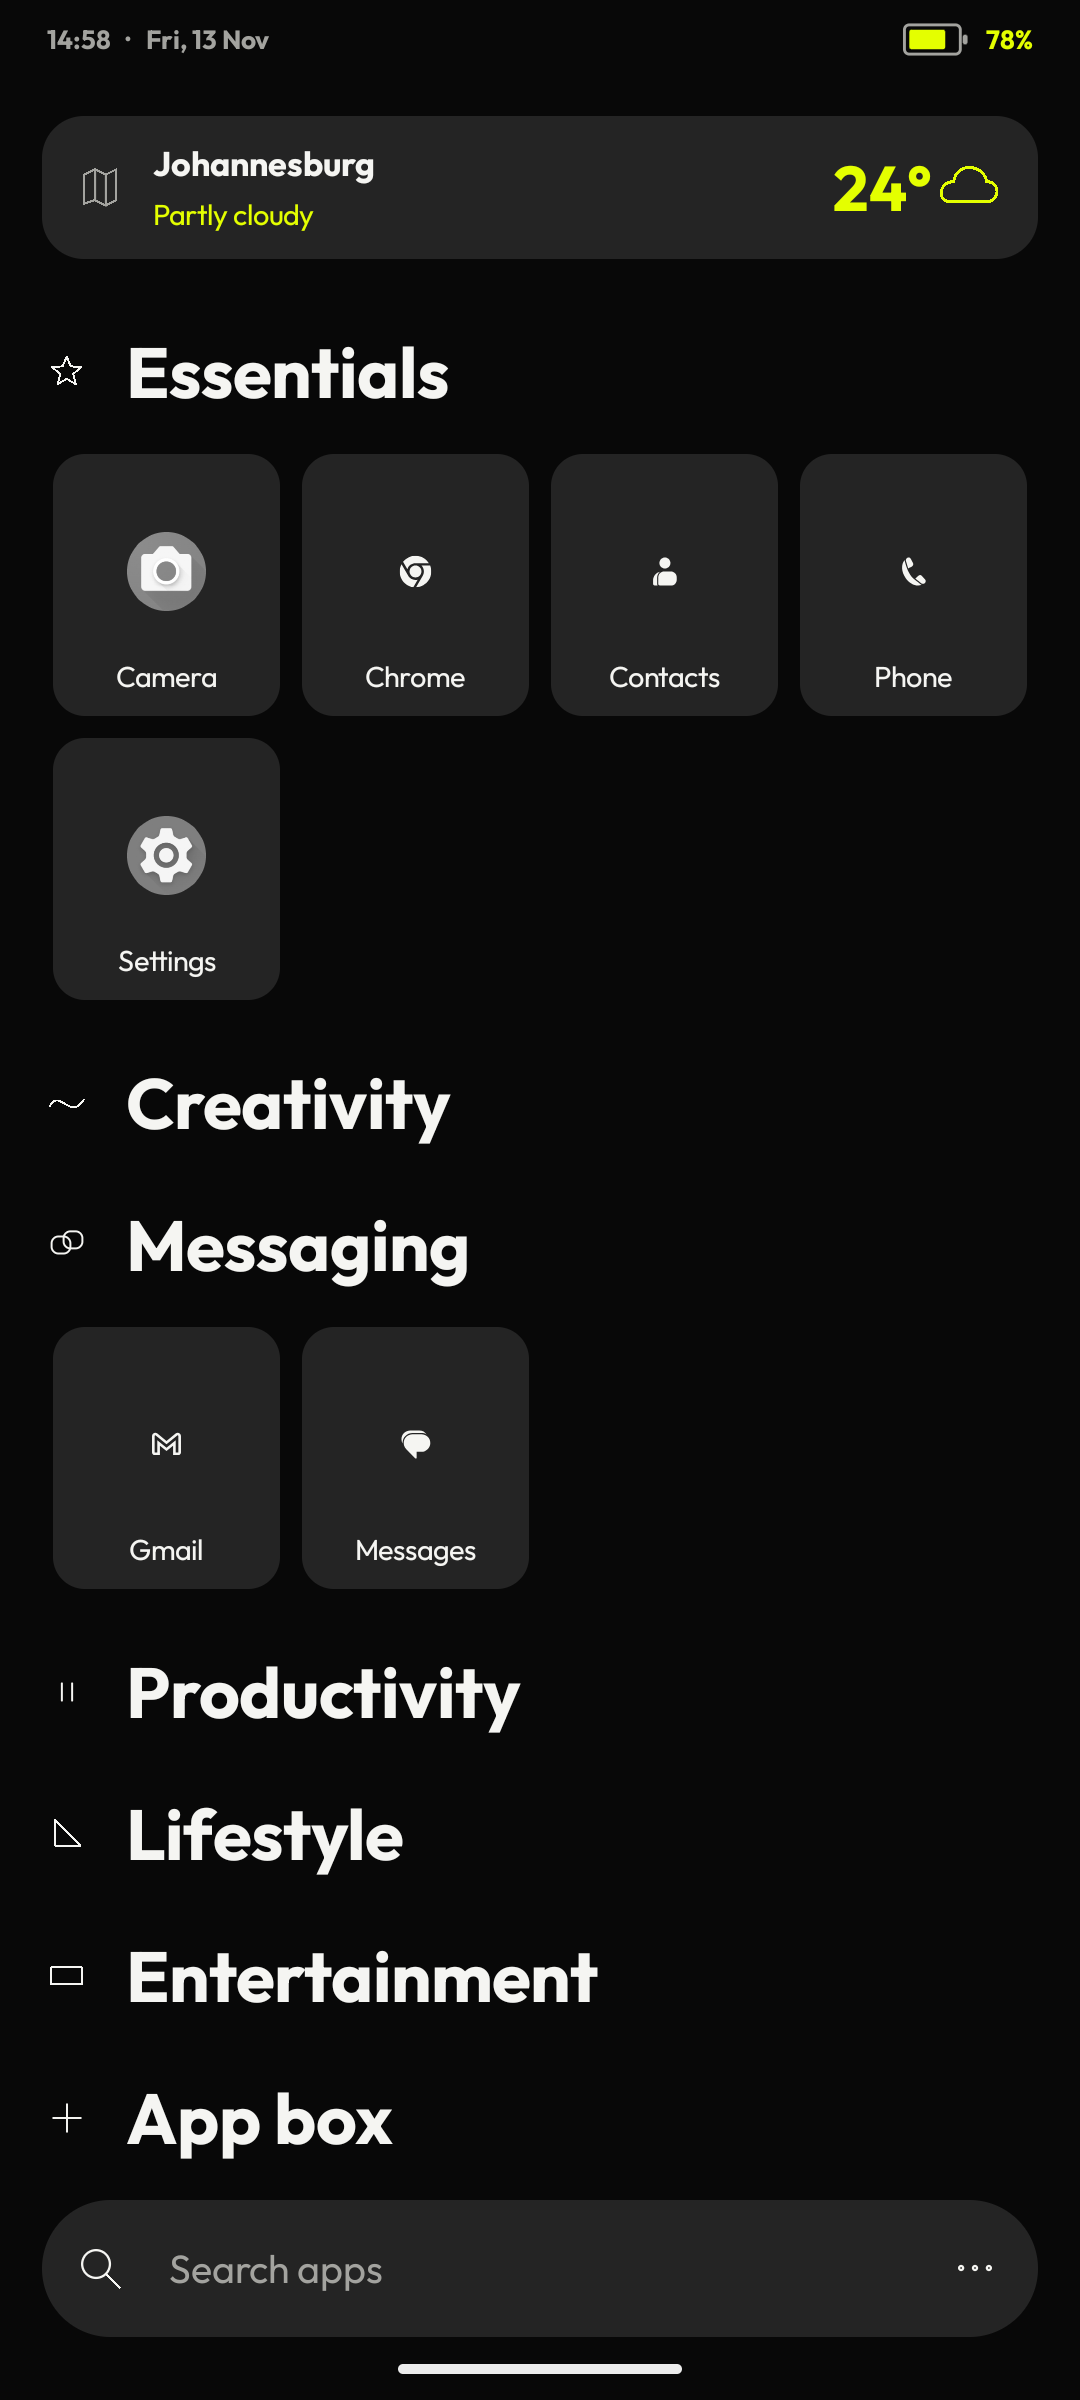 14:58 · Fri, 13 Nov
78%
Johannesburg
Partly cloudy
24°
Essentials
Camera
Chrome
Contacts
Phone
Settings
Creativity
Messaging
Gmail
Messages
Productivity
Lifestyle
Entertainment
App box
Search apps